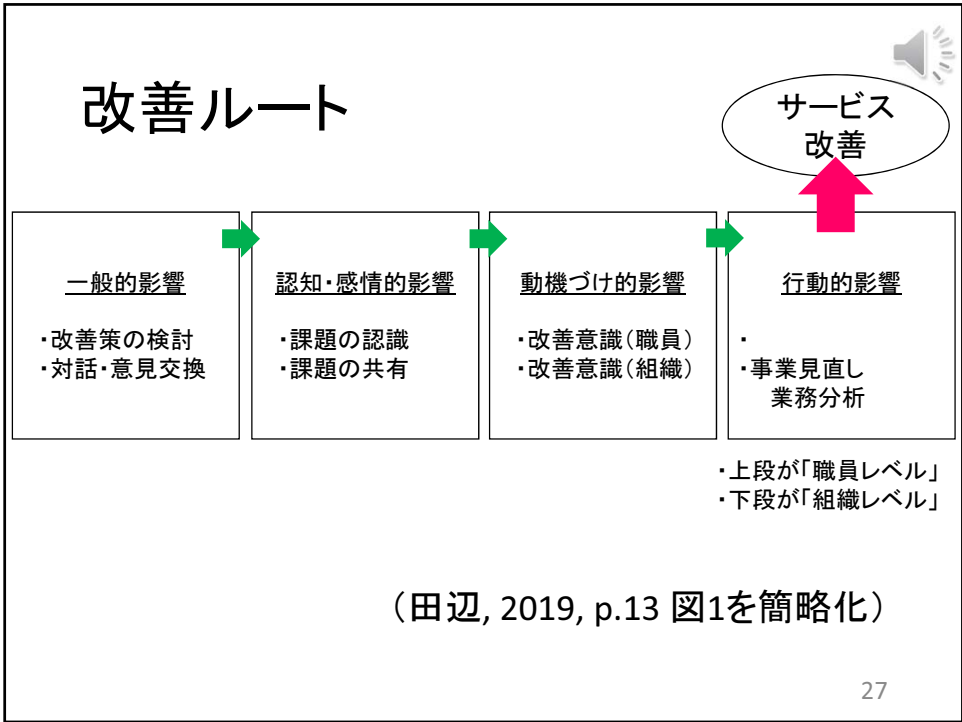 改善ルート
サービス
改善
一般的影響
・改善策の検討
・対話・意見交換
認知・感情的影響
・課題の認識
・課題の共有
動機づけ的影響
・改善意識（職員）
・改善意識（組織）
行動的影響
・
・事業見直し
業務分析
・上段が「職員レベル」
・下段が「組織レベル」
（田辺, 2019, p.13 図1を簡略化）
27